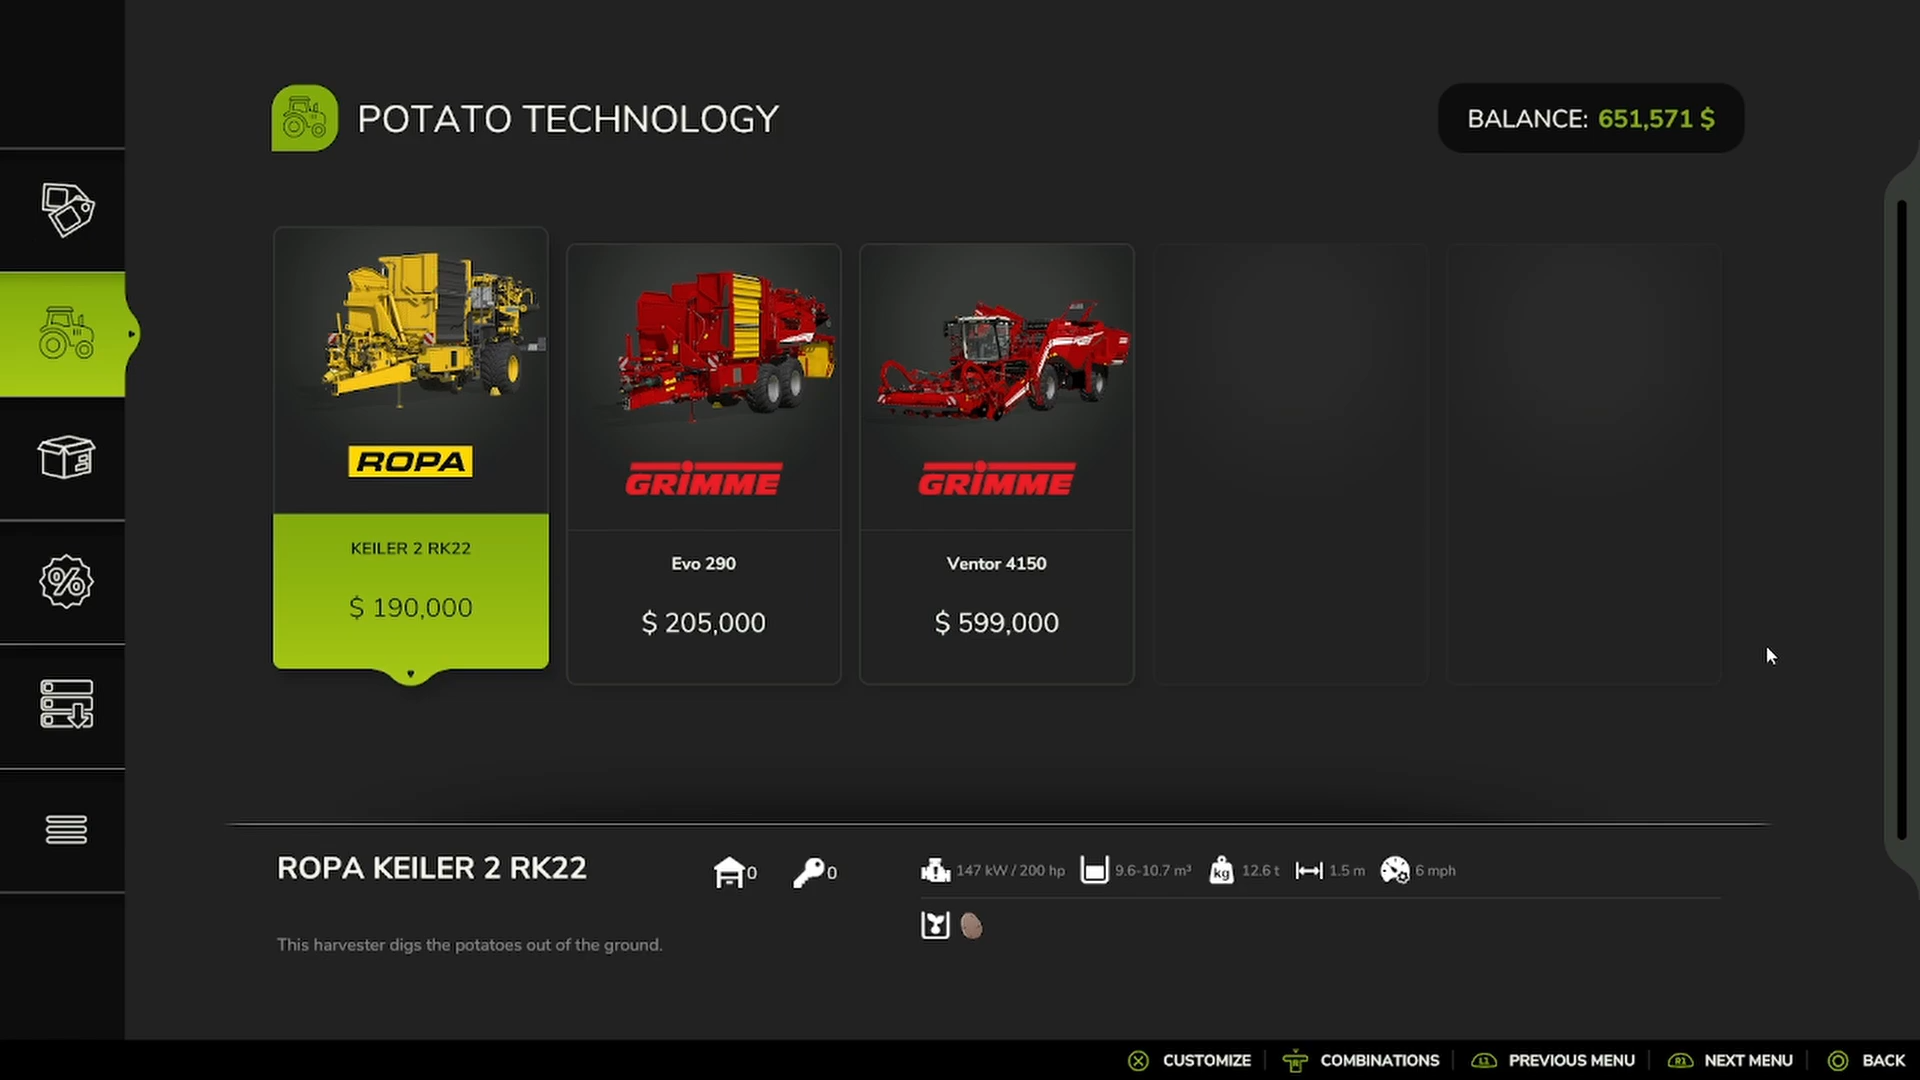 POTATO TECHNOLOGY
BALANCE: 651,571 $
ROPA
GRIMME
GRIMME
KEILER 2 RK22
Evo 290
Ventor 4150
$ 190,000
$ 205,000
$ 599,000
ROPA KEILER 2 RK22
0
0
147 kW / 200 hp
9.6-10.7 m³
kg
12.6 t
1.5 m
6 mph
This harvester digs the potatoes out of the ground.
CUSTOMIZE
COMBINATIONS
L1 PREVIOUS MENU
R1 NEXT MENU
BACK